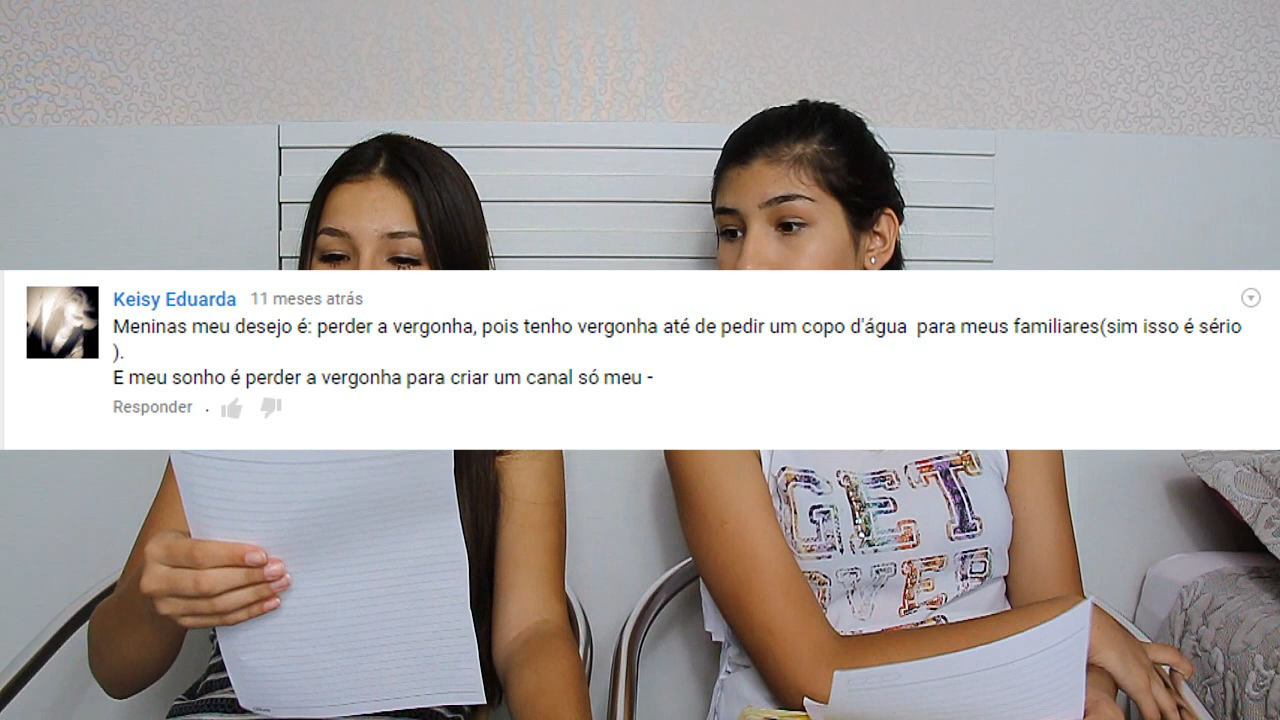 Keisy Eduarda 11 meses atrás
Meninas meu desejo é: perder a vergonha, pois tenho vergonha até de pedir um copo d'água para meus familiares(sim isso é sério
).
E meu sonho é perder a vergonha para criar um canal só meu -
Responder .
GET
OVER